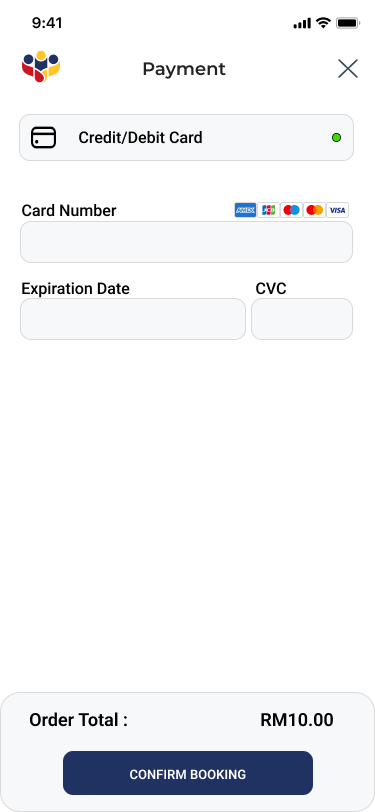 9:41
Payment
Credit/Debit Card
Card Number
AMEX JCB VISA
Expiration Date CVC
Order Total : RM10.00
CONFIRM BOOKING